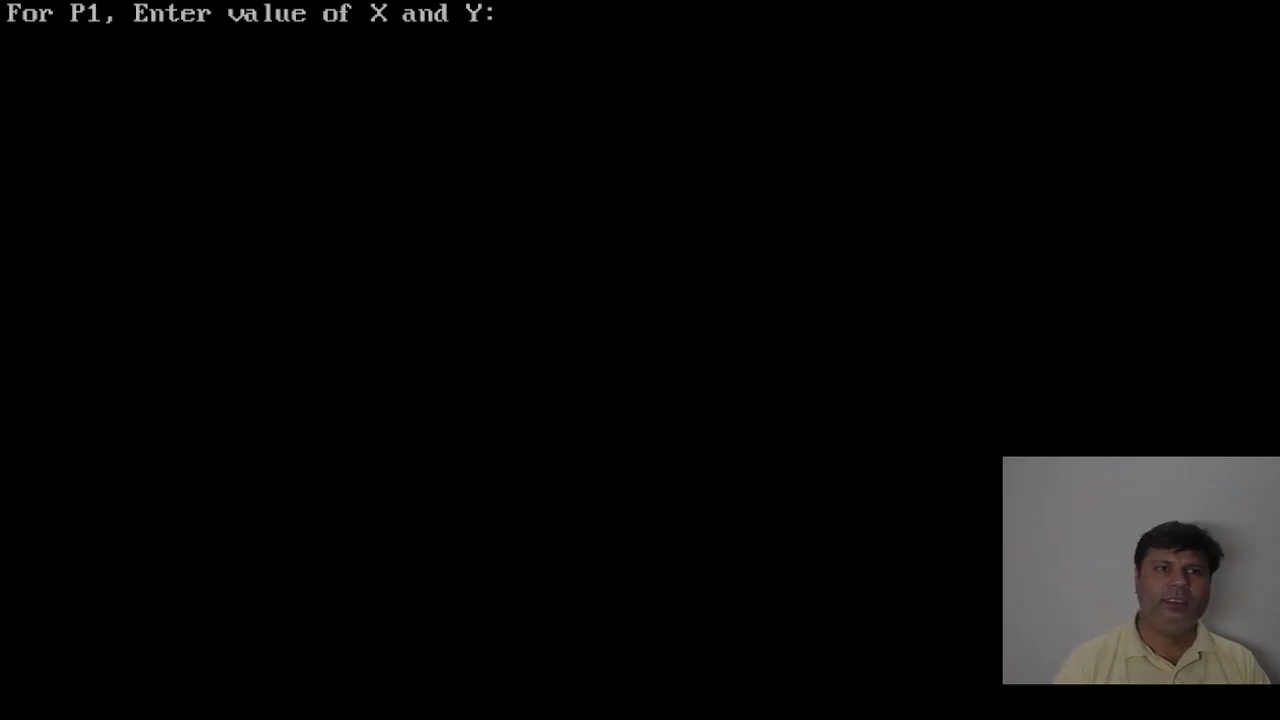 For P1, Enter value of X and Y: